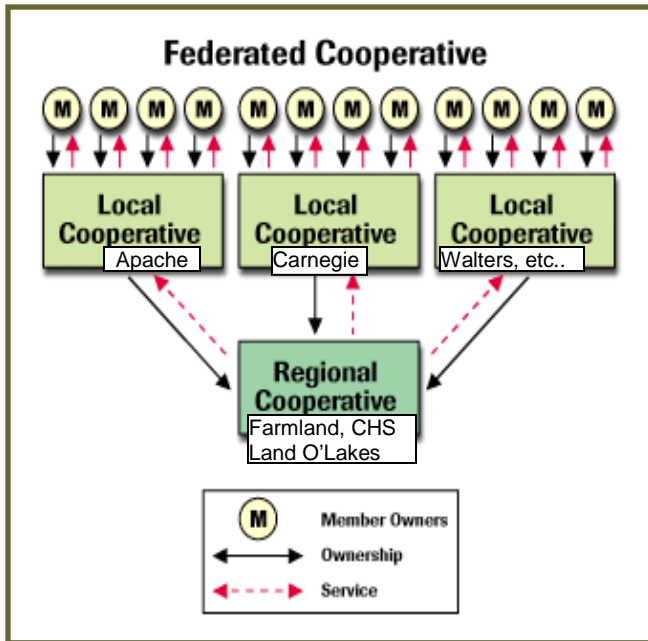 Federated Cooperative
M M M M M M M M M M M M
Local Cooperative
Apache
Local Cooperative
Carnegie
Local Cooperative
Walters, etc..
Regional
Cooperative
Farmland, CHS
Land O'Lakes
M Member Owners
Ownership
Service